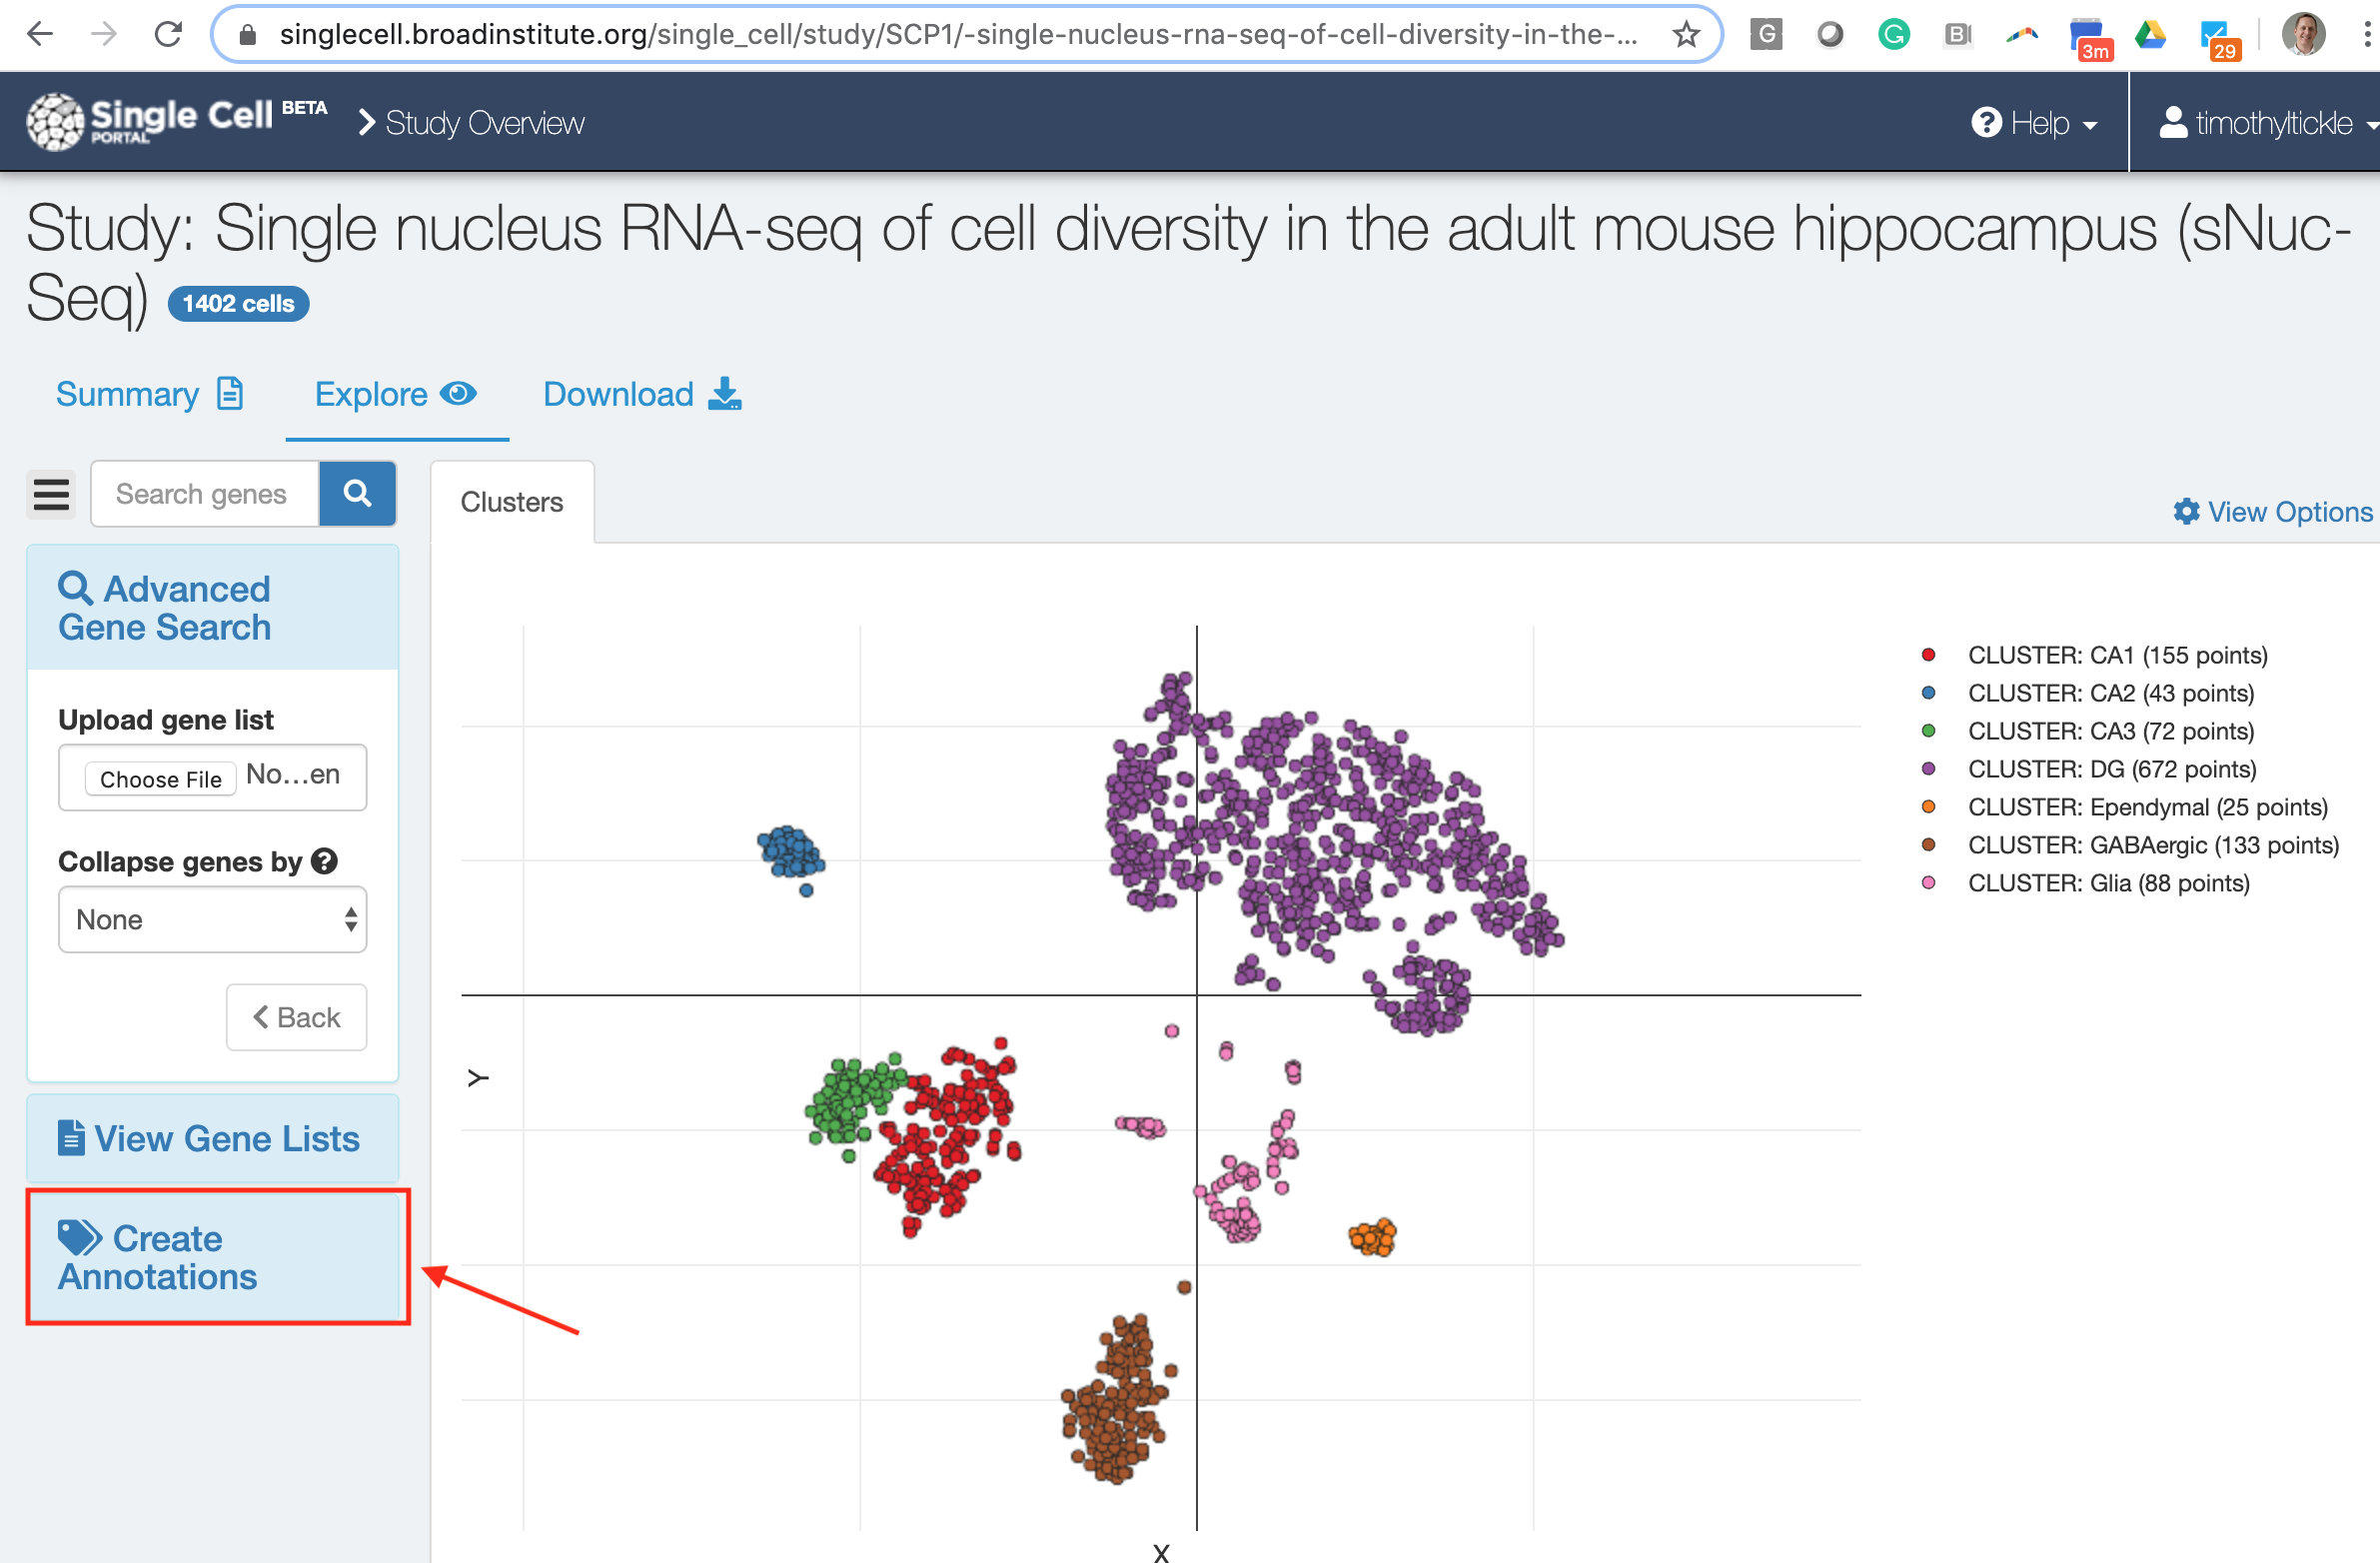 singlecell.broadinstitute.org/single_cell/study/SCP1/-single-nucleus-rna-seq-of-cell-diversity-in-the-...
G
G
B
3m
29
Single Cell BETA
PORTAL
Study Overview
? Help
timothyltickle
Study: Single nucleus RNA-seq of cell diversity in the adult mouse hippocampus (sNuc-
Seq) 1402 cells
Summary
Explore
Download
Search genes
Clusters
View Options
Advanced
Gene Search
Upload gene list
Choose File No...en
Collapse genes by ?
None
Back
View Gene Lists
Create
Annotations
CLUSTER: CA1 (155 points)
CLUSTER: CA2 (43 points)
CLUSTER: CA3 (72 points)
CLUSTER: DG (672 points)
CLUSTER: Ependymal (25 points)
CLUSTER: GABAergic (133 points)
CLUSTER: Glia (88 points)
Y
X